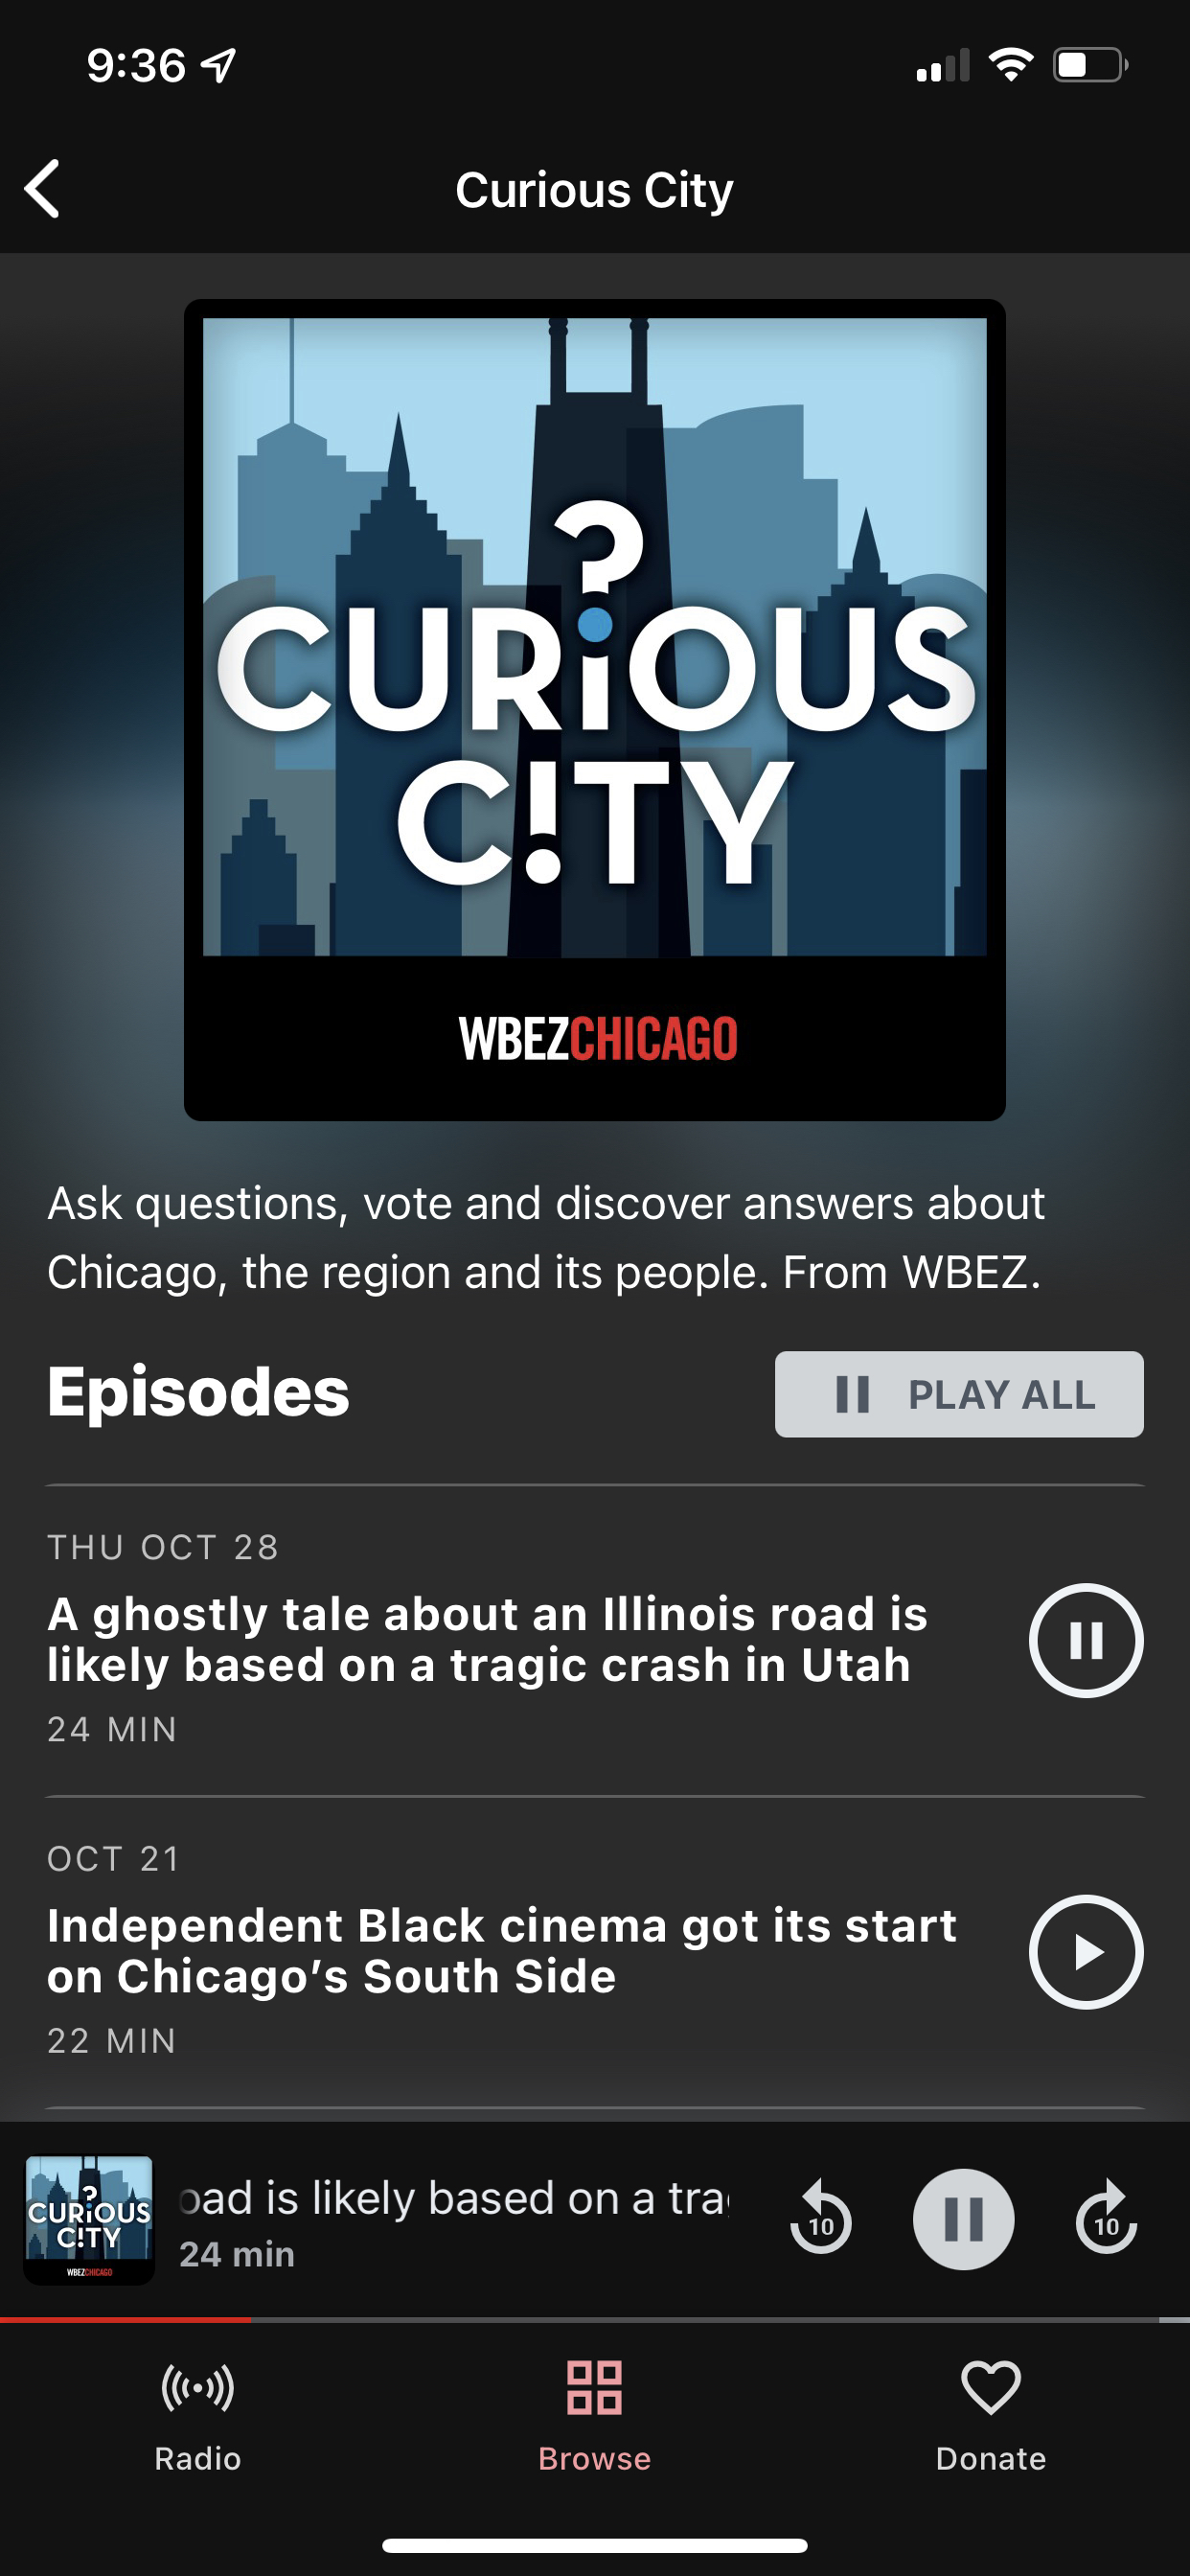 9:36
Curious City
?
CURiOUS
C!TY
WBEZCHICAGO
Ask questions, vote and discover answers about
Chicago, the region and its people. From WBEZ.
Episodes
PLAY ALL
THU OCT 28
A ghostly tale about an Illinois road is
likely based on a tragic crash in Utah
24 MIN
OCT 21
Independent Black cinema got its start
on Chicago’s South Side
22 MIN
?
CURiOUS
C!TY
WBEZCHICAGO
oad is likely based on a tra
24 min
10
10
Radio
Browse
Donate